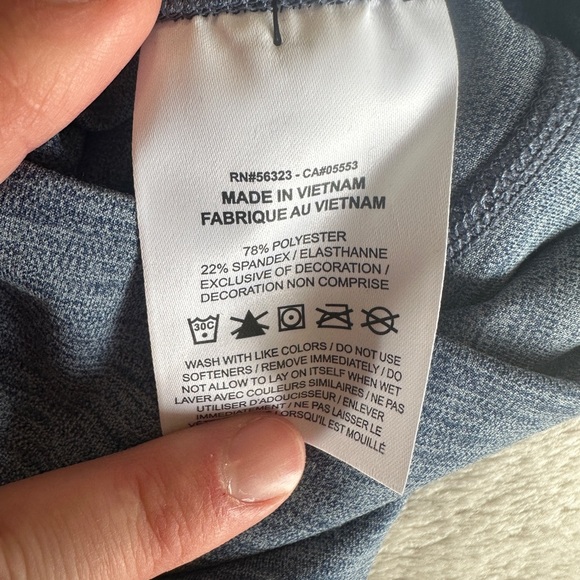 RN#56323 - CA#05553
MADE IN VIETNAM
FABRIQUE AU VIETNAM
78% POLYESTER
22% SPANDEX / ELASTHANNE
EXCLUSIVE OF DECORATION /
DECORATION NON COMPRISE
30C
WASH WITH LIKE COLORS / DO NOT USE
SOFTENERS / REMOVE IMMEDIATELY / DO
NOT ALLOW TO LAY ON ITSELF WHEN WET
LAVER AVEC COULEURS SIMILAIRES / NE PAS
UTILISER D'ADOUCISSEUR / ENLEVER
IMMEDIATEMENT / NE PAS LAISSER LE
LORSQU'IL EST MOUILLÉ